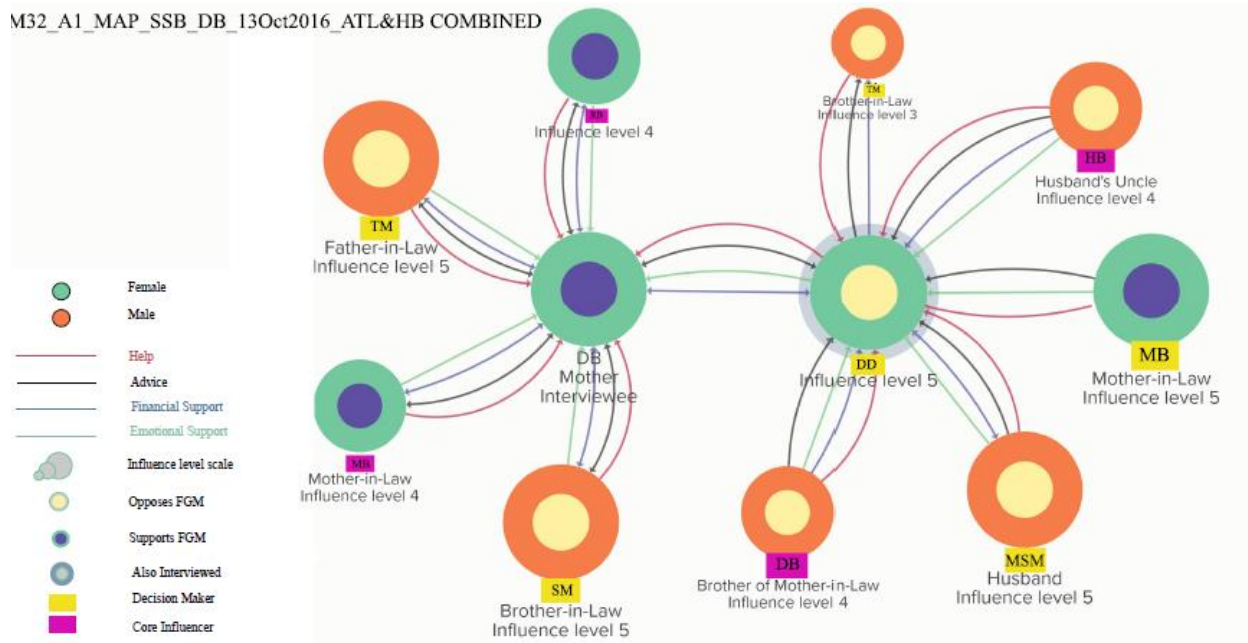 M32_A1_MAP_SSB_DB_13Oct2016_ATL&HB COMBINED
Influence level 4
TM
Brother-in-Law
Influence level 3
HB
Husband's Uncle
Influence level 4
TM
Father-in-Law
Influence level 5
DB
Mother
Interviewee
DD
Influence level 5
MB
Mother-in-Law
Influence level 5
MB
Mother-in-Law
Influence level 4
SM
Brother-in-Law
Influence level 5
DB
Brother of Mother-in-Law
Influence level 4
MSM
Husband
Influence level 5
Female
Male
Help
Advice
Financial Support
Emotional Support
Influence level scale
Opposes FGM
Supports FGM
Also Interviewed
Decision Maker
Core Influencer